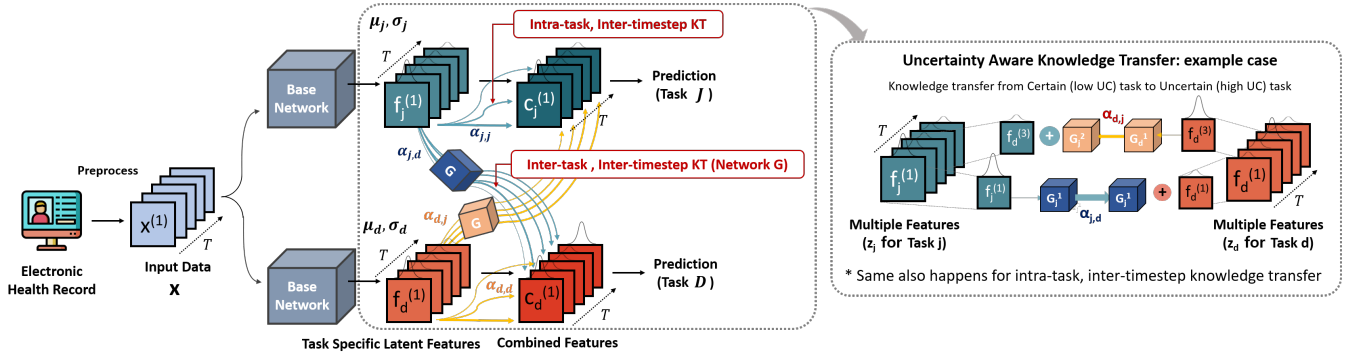 Electronic
Health Record
Preprocess
x(1)
T
Input Data
X
Base
Network
Base
Network
μj, σj
T
fj(1)
Intra-task, Inter-timestep KT
cj(1)
T
αj,j
Prediction
(Task J )
αj,d
G
Inter-task , Inter-timestep KT (Network G)
αd,j
G
μd, σd
T
fd(1)
αd,d
cd(1)
T
Prediction
(Task D )
Task Specific Latent Features
Combined Features
Uncertainty Aware Knowledge Transfer: example case
Knowledge transfer from Certain (low UC) task to Uncertain (high UC) task
T
fj(1)
fd(3)
+
Gj2
αd,j
Gd1
fd(3)
fj(1)
Gj1
αj,d
Gj1
+
fd(1)
fd(1)
T
Multiple Features
(zj for Task j)
Multiple Features
(zd for Task d)
* Same also happens for intra-task, inter-timestep knowledge transfer